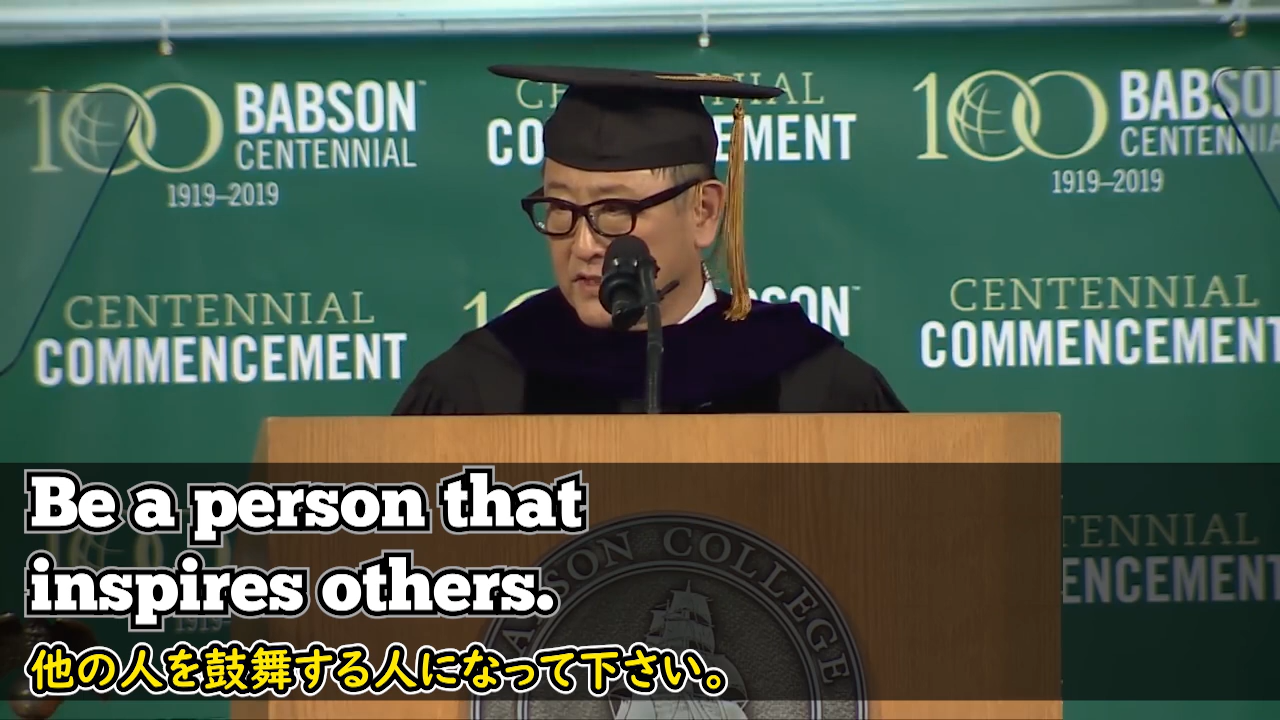 100 BABSON™
CENTENNIAL
1919–2019
CENTENNIAL
COMMENCEMENT
100 BABSON
CENTENNIAL
1919–2019
CENTENNIAL
COMMENCEMENT
CENTENNIAL
COMMENCEMENT
Be a person that
inspires others.
他の人を鼓舞する人になって下さい。
BABSON COLLEGE